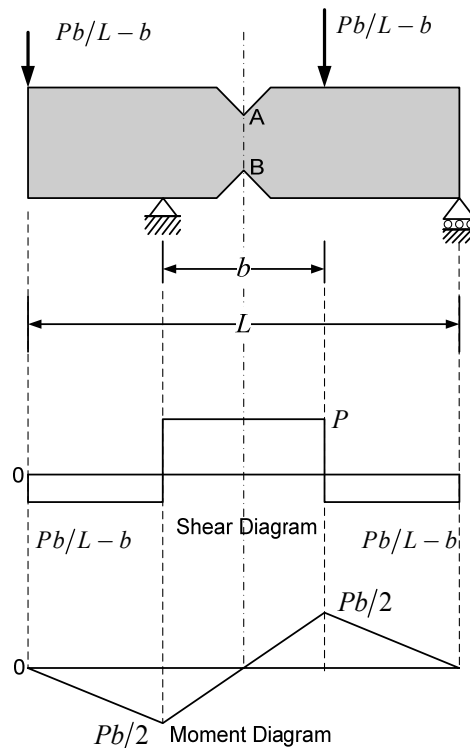 Pb/L – b
Pb/L – b
A
B
b
L
P
0
Shear Diagram
Pb/L – b
Pb/L – b
Pb/2
0
Pb/2
Moment Diagram